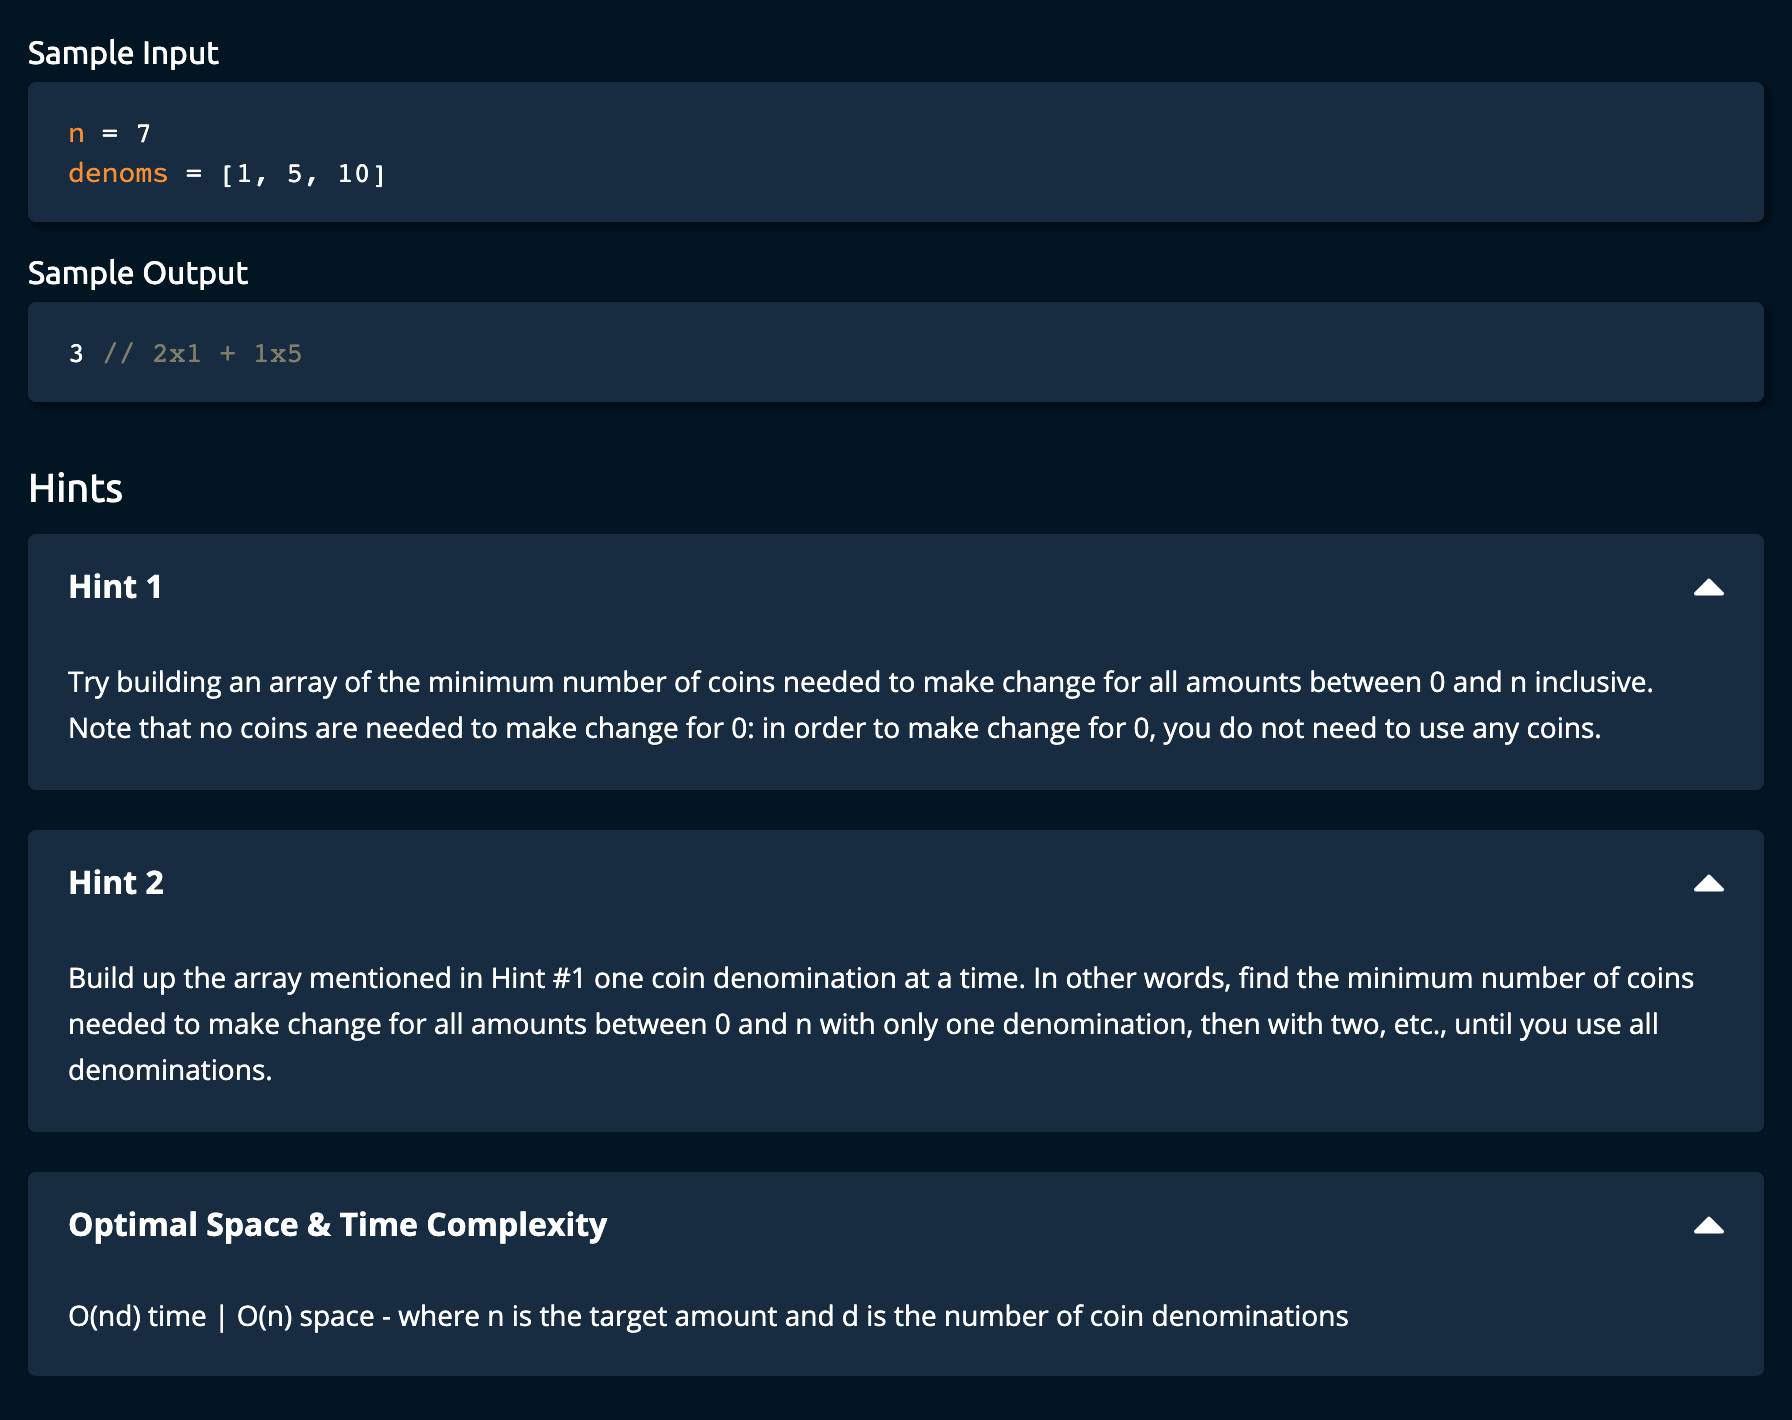 Sample Input
n = 7
denoms = [1, 5, 10]
Sample Output
3 // 2x1 + 1x5
Hints
Hint 1
Try building an array of the minimum number of coins needed to make change for all amounts between 0 and n inclusive.
Note that no coins are needed to make change for 0: in order to make change for 0, you do not need to use any coins.
Hint 2
Build up the array mentioned in Hint #1 one coin denomination at a time. In other words, find the minimum number of coins
needed to make change for all amounts between 0 and n with only one denomination, then with two, etc., until you use all
denominations.
Optimal Space & Time Complexity
O(nd) time | O(n) space - where n is the target amount and d is the number of coin denominations